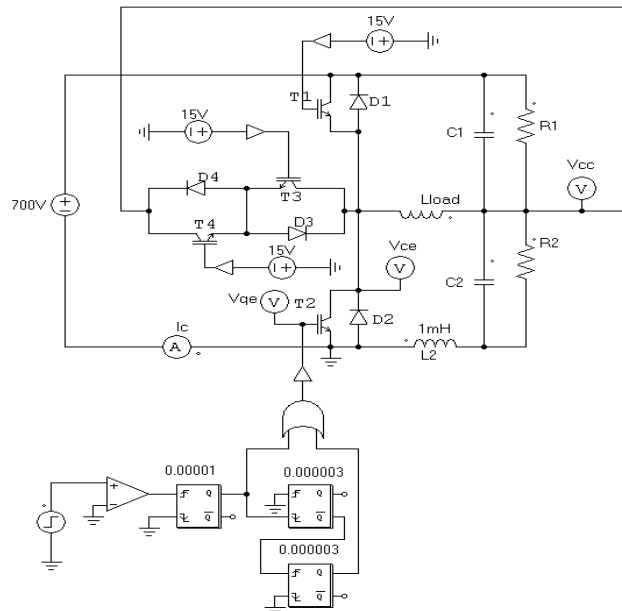 15V
T1
D1
15V
C1
R1
Vcc
V
D4
T3
Lload
700V
T4
D3
15V
Vce
V
R2
Vqe
V
T2
C2
D2
Ic
A
1mH
L2
0.00001
0.000003
Q
Q
Q
Q
0.000003
Q
Q